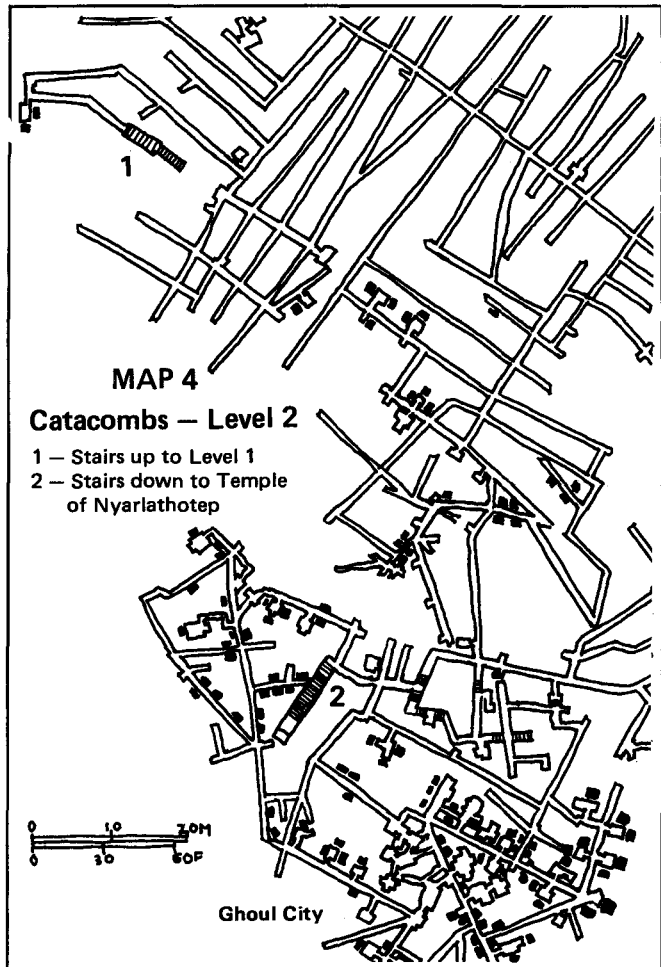 1
MAP 4
Catacombs – Level 2
1 – Stairs up to Level 1
2 – Stairs down to Temple
of Nyarlathotep
2
0 10 20M
0 30 60F
Ghoul City